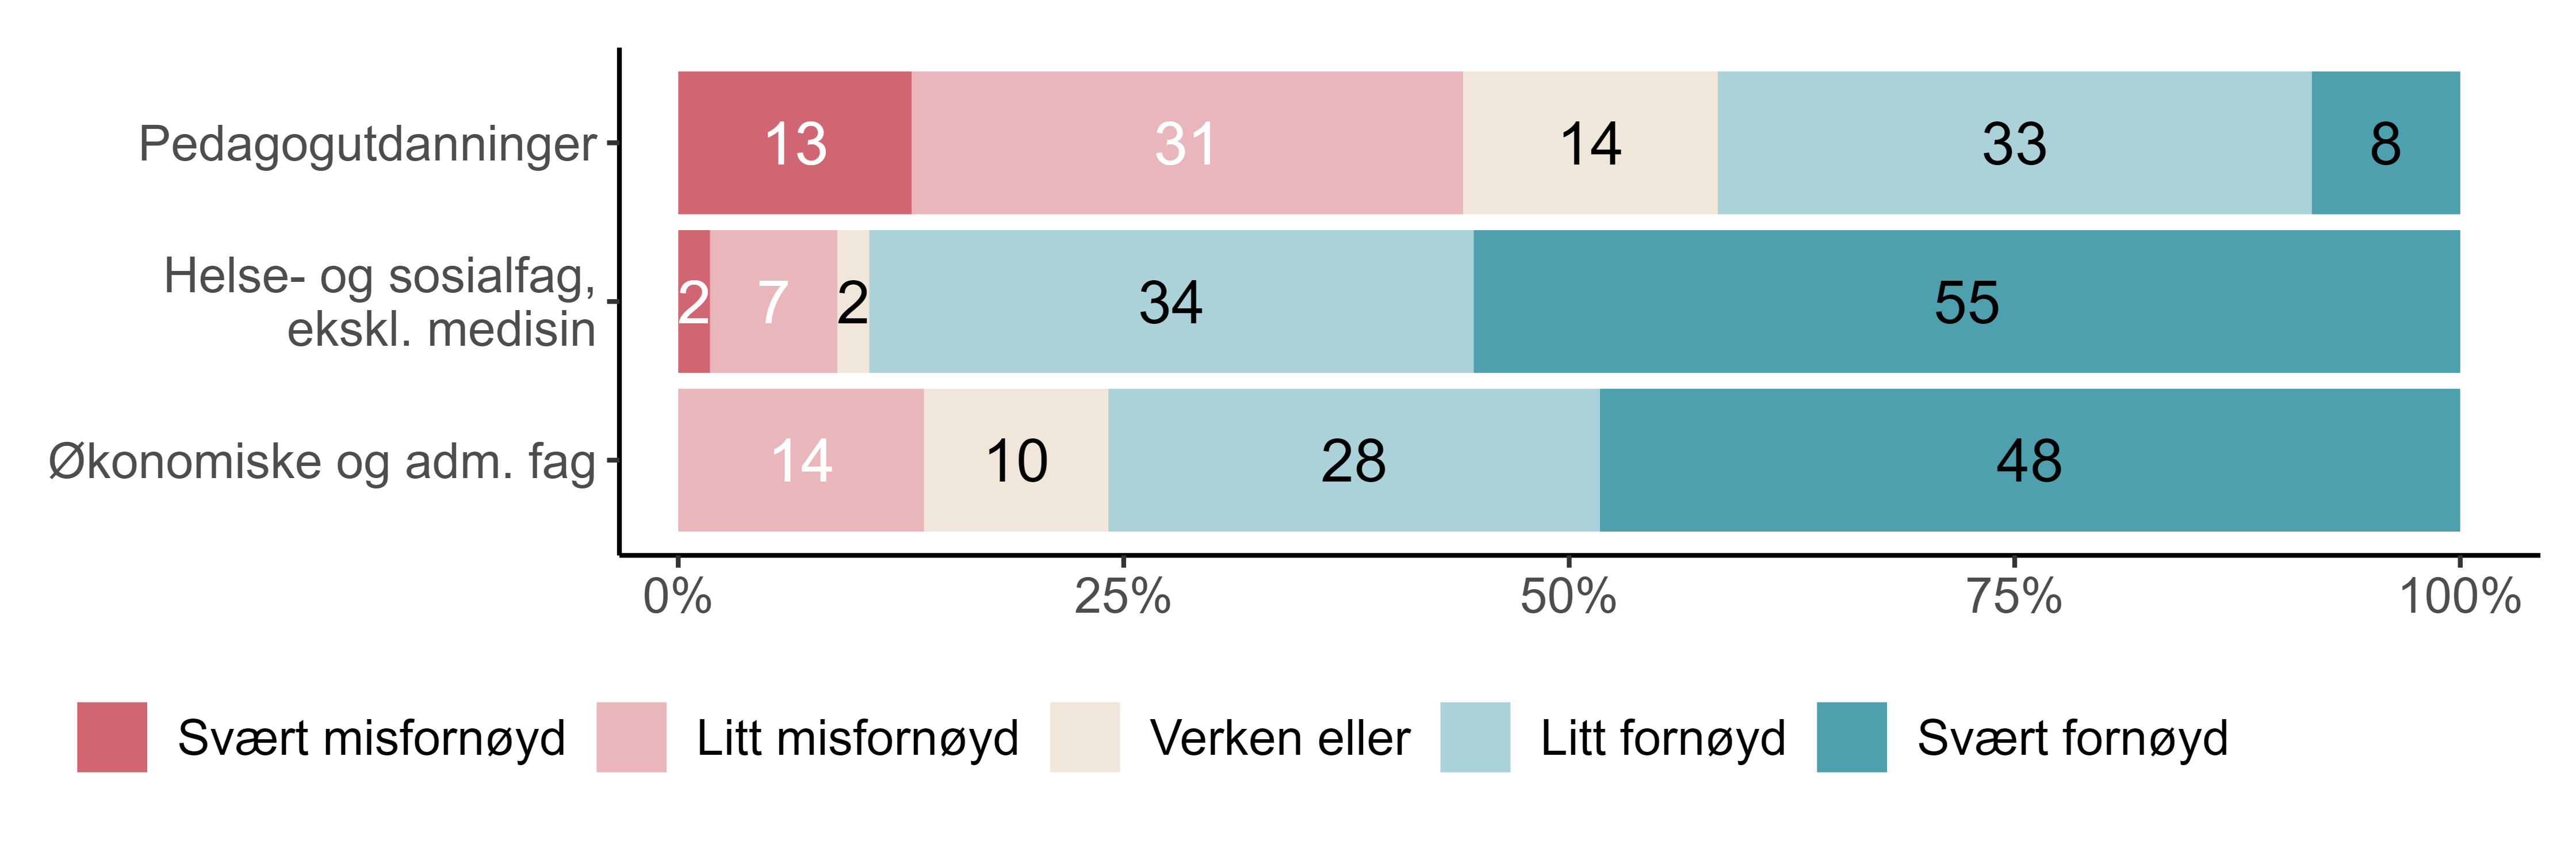 Pedagogutdanninger
13 31 14 33 8
Helse- og sosialfag,
ekskl. medisin
2 7 2 34 55
Økonomiske og adm. fag
14 10 28 48
0% 25% 50% 75% 100%
Svært misfornøyd Litt misfornøyd Verken eller Litt fornøyd Svært fornøyd